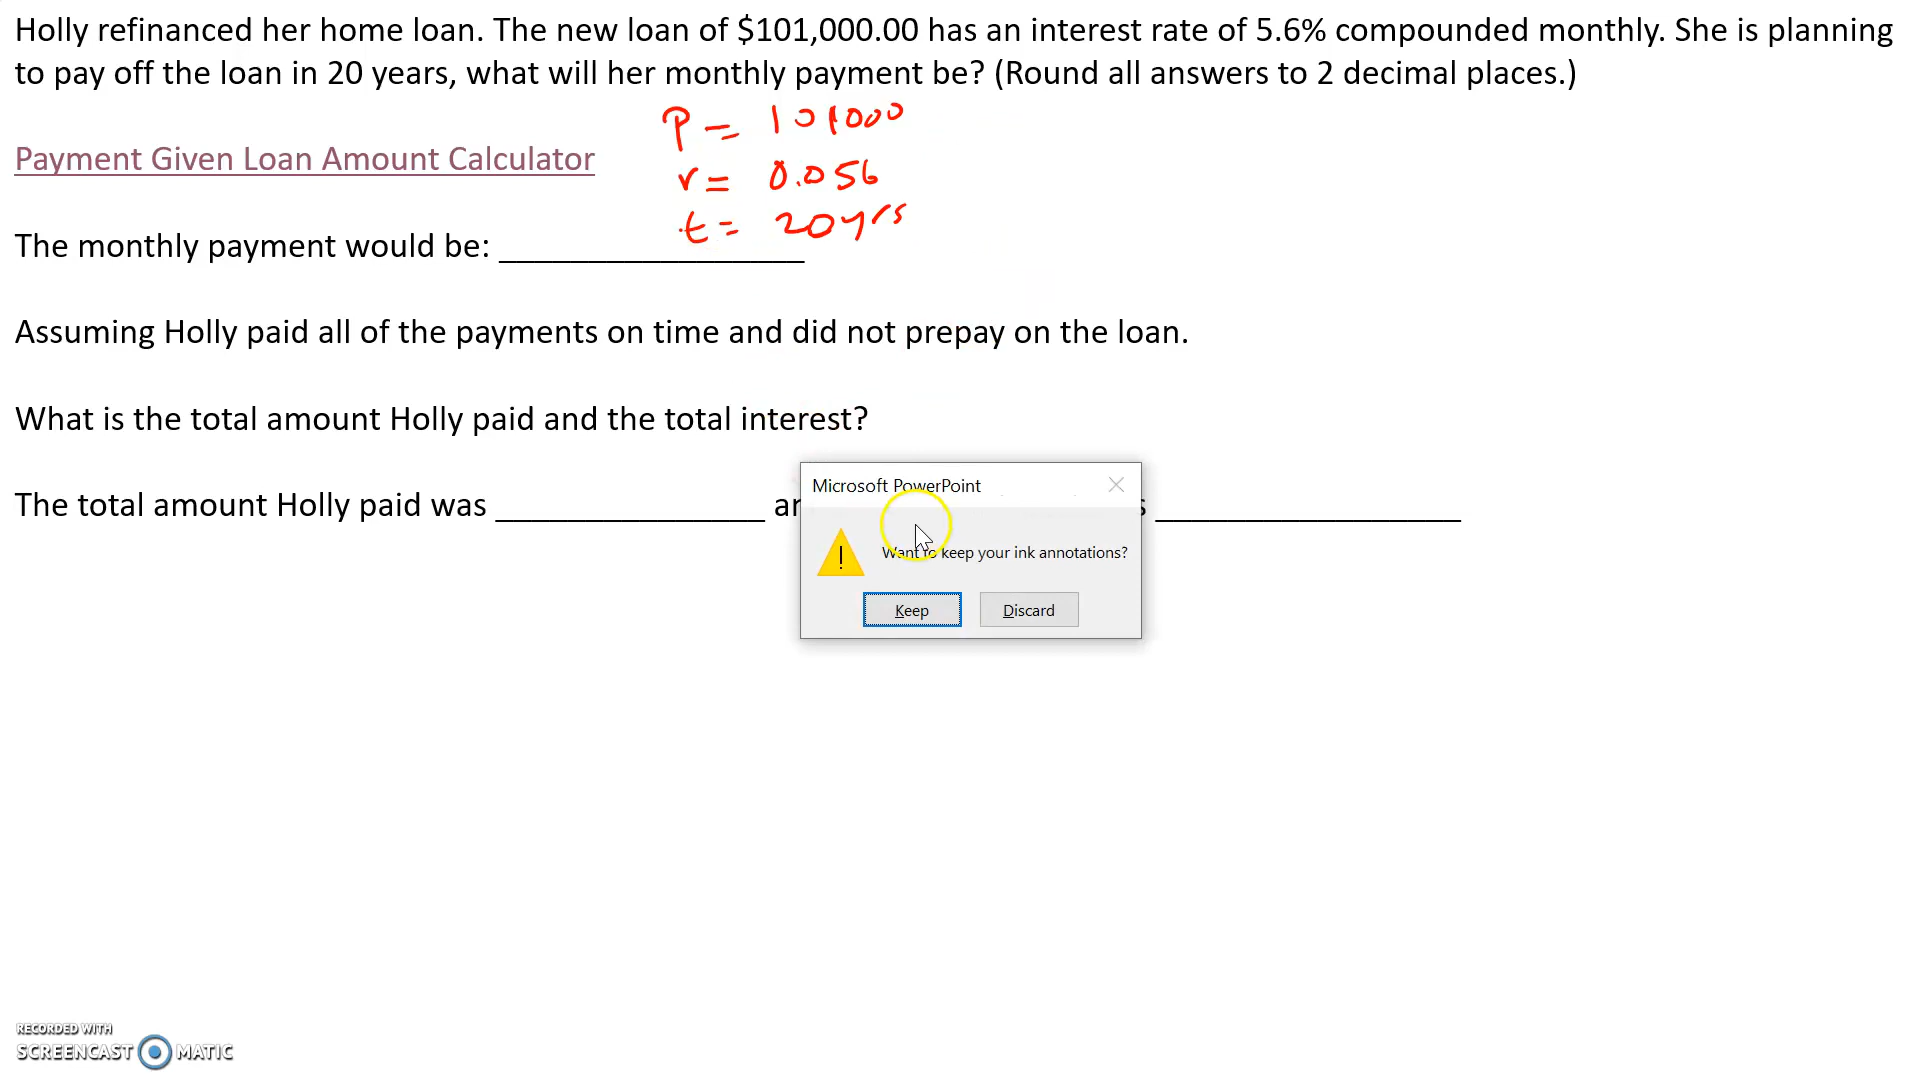 Holly refinanced her home loan. The new loan of $101,000.00 has an interest rate of 5.6% compounded monthly. She is planning
to pay off the loan in 20 years, what will her monthly payment be? (Round all answers to 2 decimal places.)
P = 101000
Payment Given Loan Amount Calculator
r = 0.056
t = 20yrs
The monthly payment would be: _________________
Assuming Holly paid all of the payments on time and did not prepay on the loan.
What is the total amount Holly paid and the total interest?
Microsoft PowerPoint
The total amount Holly paid was _______________ _________________
Want to keep your ink annotations?
Keep Discard
RECORDED WITH
SCREENCAST MATIC